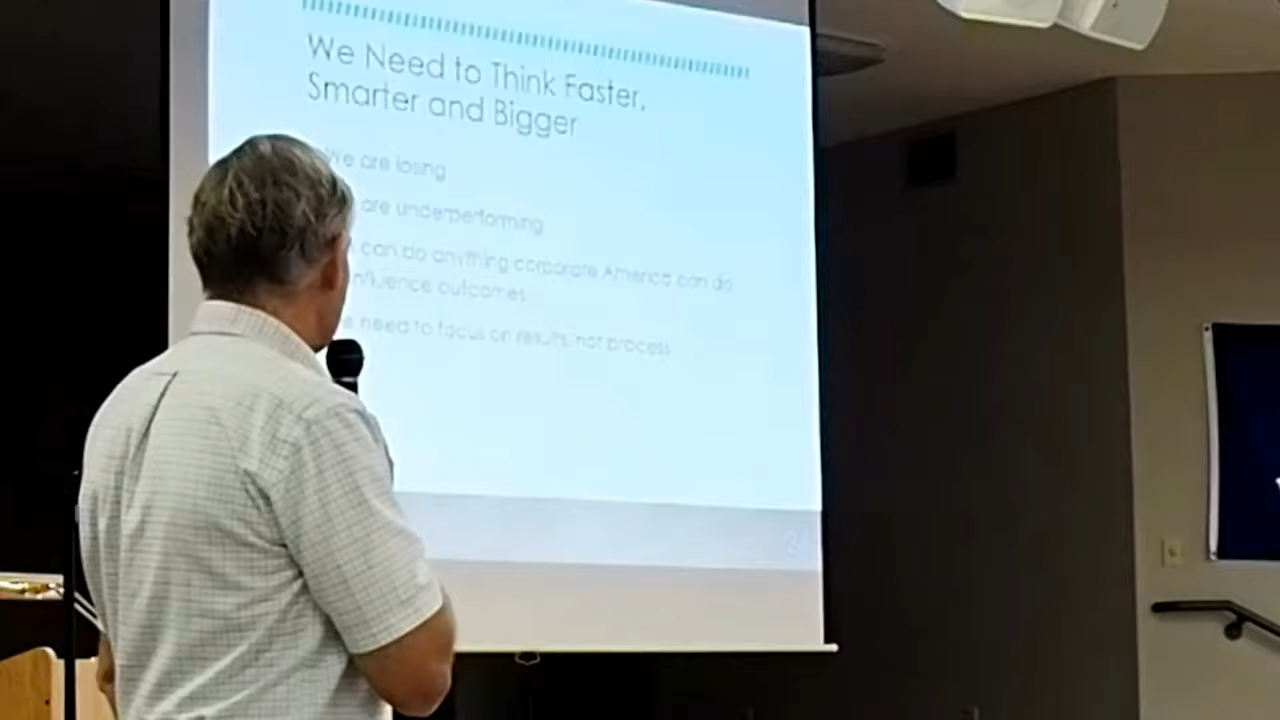 We Need to Think Faster,
Smarter and Bigger
We are losing
are underperforming
can do anything corporate America can do
influence outcomes
need to focus on results not process